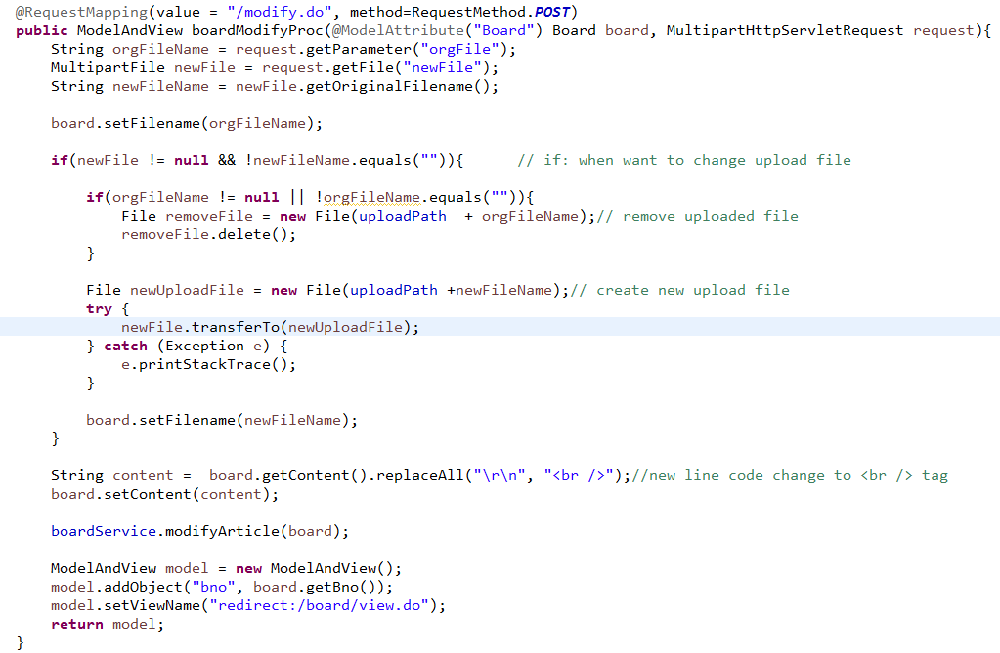 @RequestMapping(value = "/modify.do", method=RequestMethod.POST)
public ModelAndView boardModifyProc(@ModelAttribute("Board") Board board, MultipartHttpServletRequest request){
    String orgFileName = request.getParameter("orgFile");
    MultipartFile newFile = request.getFile("newFile");
    String newFileName = newFile.getOriginalFilename();

    board.setFilename(orgFileName);

    if(newFile != null && !newFileName.equals("")){      // if: when want to change upload file

        if(orgFileName != null || !orgFileName.equals("")){
            File removeFile = new File(uploadPath  + orgFileName);// remove uploaded file
            removeFile.delete();
        }

        File newUploadFile = new File(uploadPath +newFileName);// create new upload file
        try {
            newFile.transferTo(newUploadFile);
        } catch (Exception e) {
            e.printStackTrace();
        }

        board.setFilename(newFileName);
    }

    String content =  board.getContent().replaceAll("\r\n", "<br />");//new line code change to <br /> tag
    board.setContent(content);

    boardService.modifyArticle(board);

    ModelAndView model = new ModelAndView();
    model.addObject("bno", board.getBno());
    model.setViewName("redirect:/board/view.do");
    return model;
}